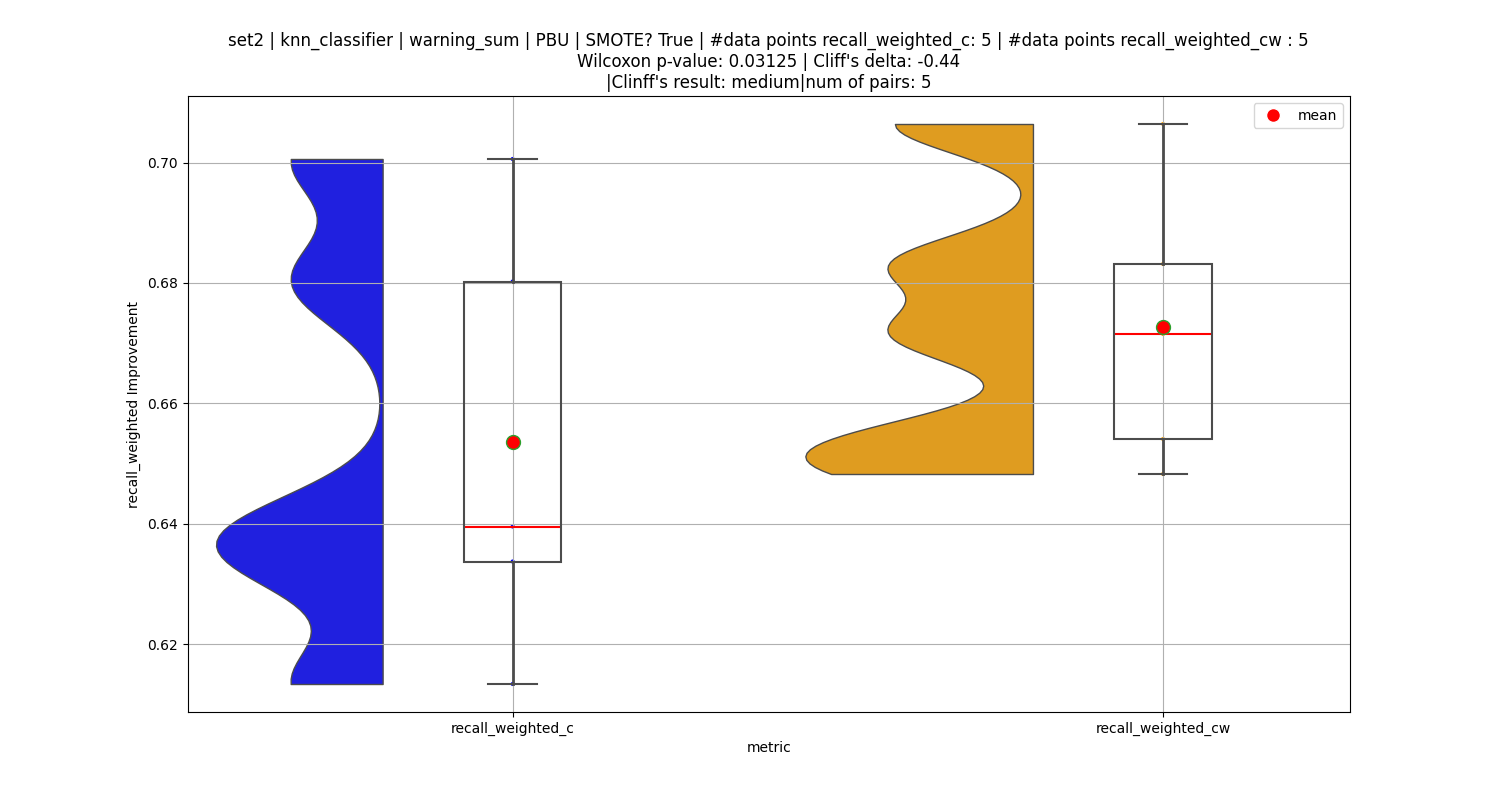 set2 | knn_classifier | warning_sum | PBU | SMOTE? True | #data points recall_weighted_c: 5 | #data points recall_weighted_cw : 5
Wilcoxon p-value: 0.03125 | Cliff's delta: -0.44
|Clinff's result: medium|num of pairs: 5
mean
0.70
0.68
0.66
0.64
0.62
recall_weighted Improvement
recall_weighted_c
recall_weighted_cw
metric